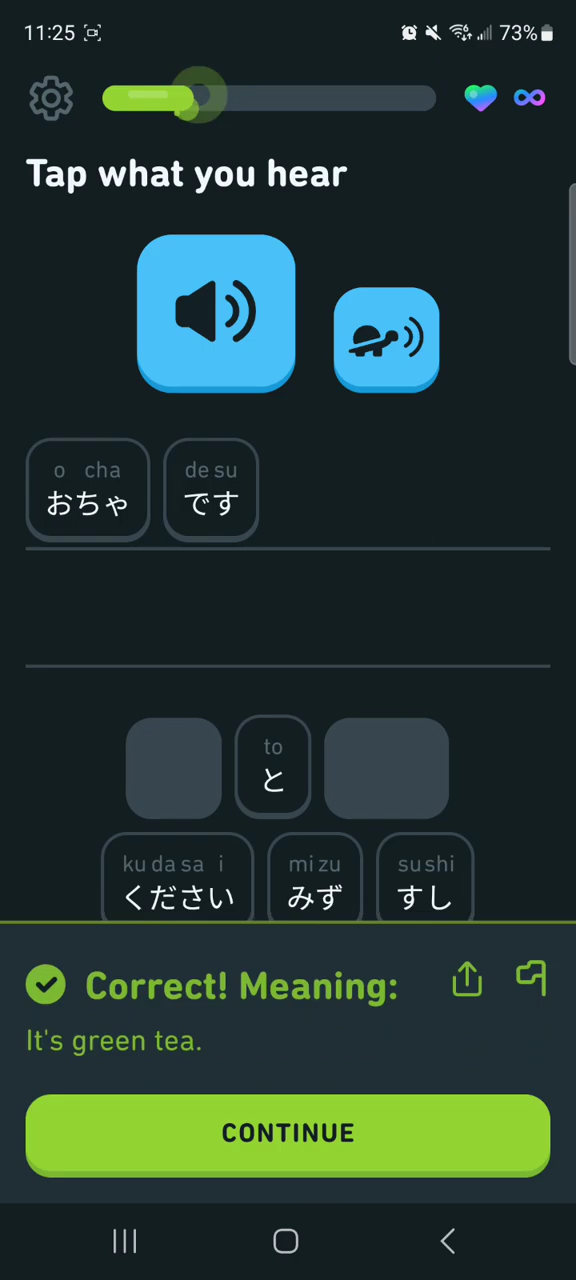 11:25 73%
Tap what you hear
o cha de su
おちゃ です
to
と
ku da sa i mi zu su shi
ください みず すし
Correct! Meaning:
It's green tea.
CONTINUE